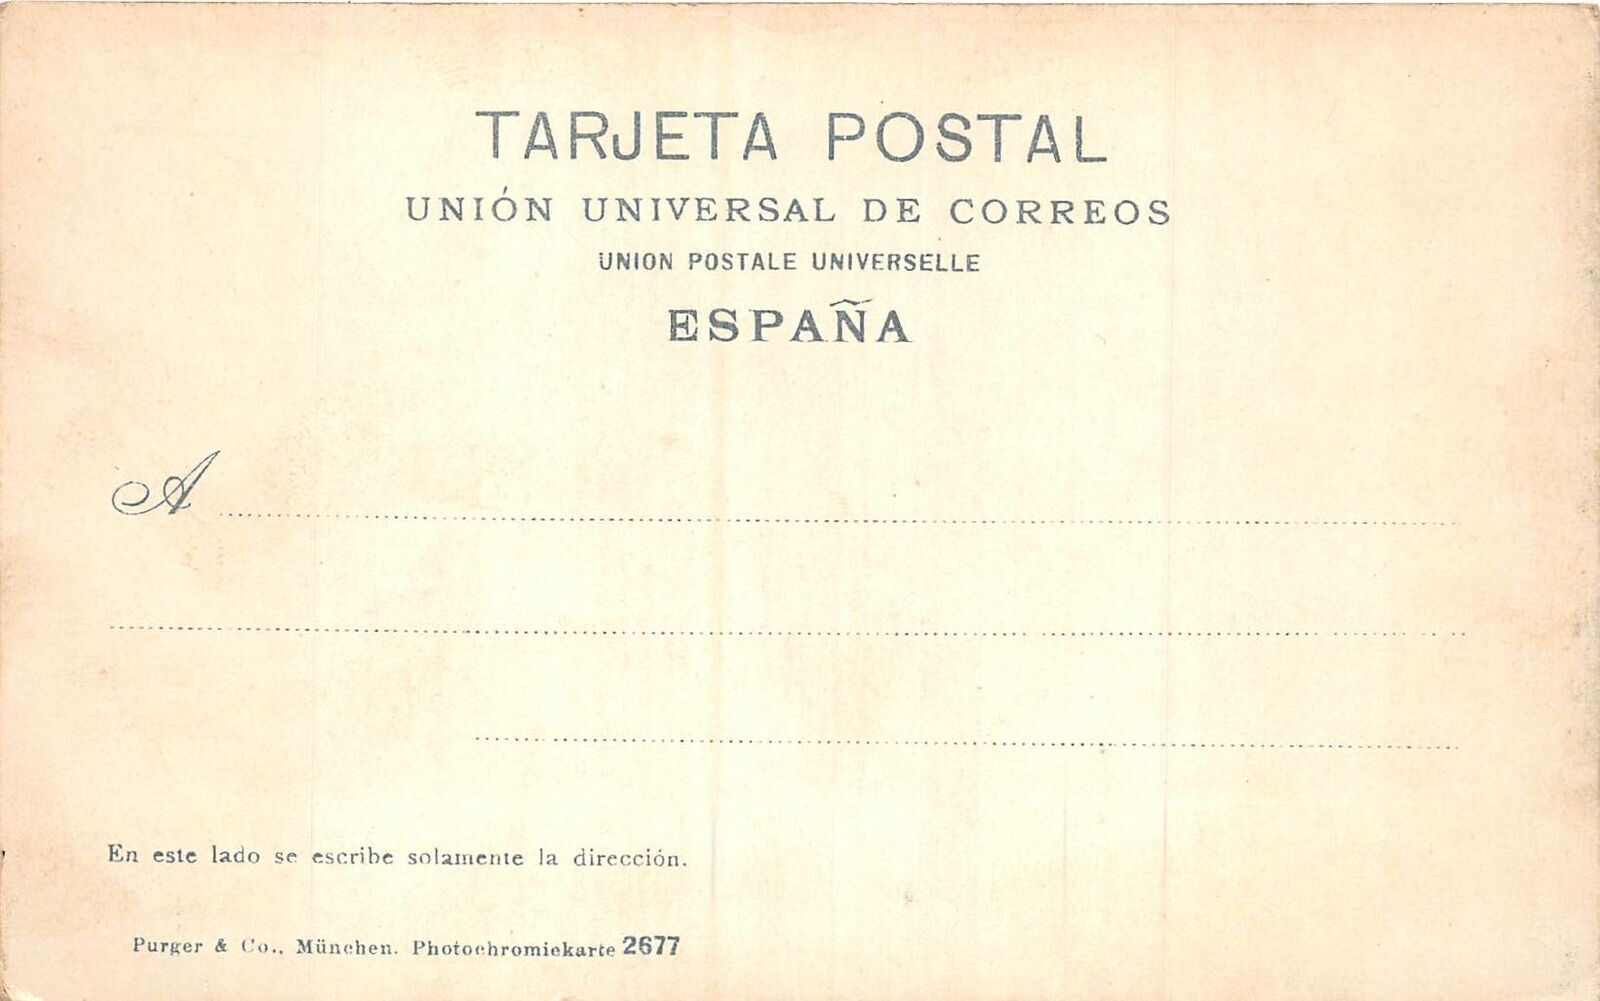 TARJETA POSTAL
UNIÓN UNIVERSAL DE CORREOS
UNION POSTALE UNIVERSELLE
ESPAÑA
A
En este lado se escribe solamente la dirección.
Purger & Co., München. Photochromiekarte 2677